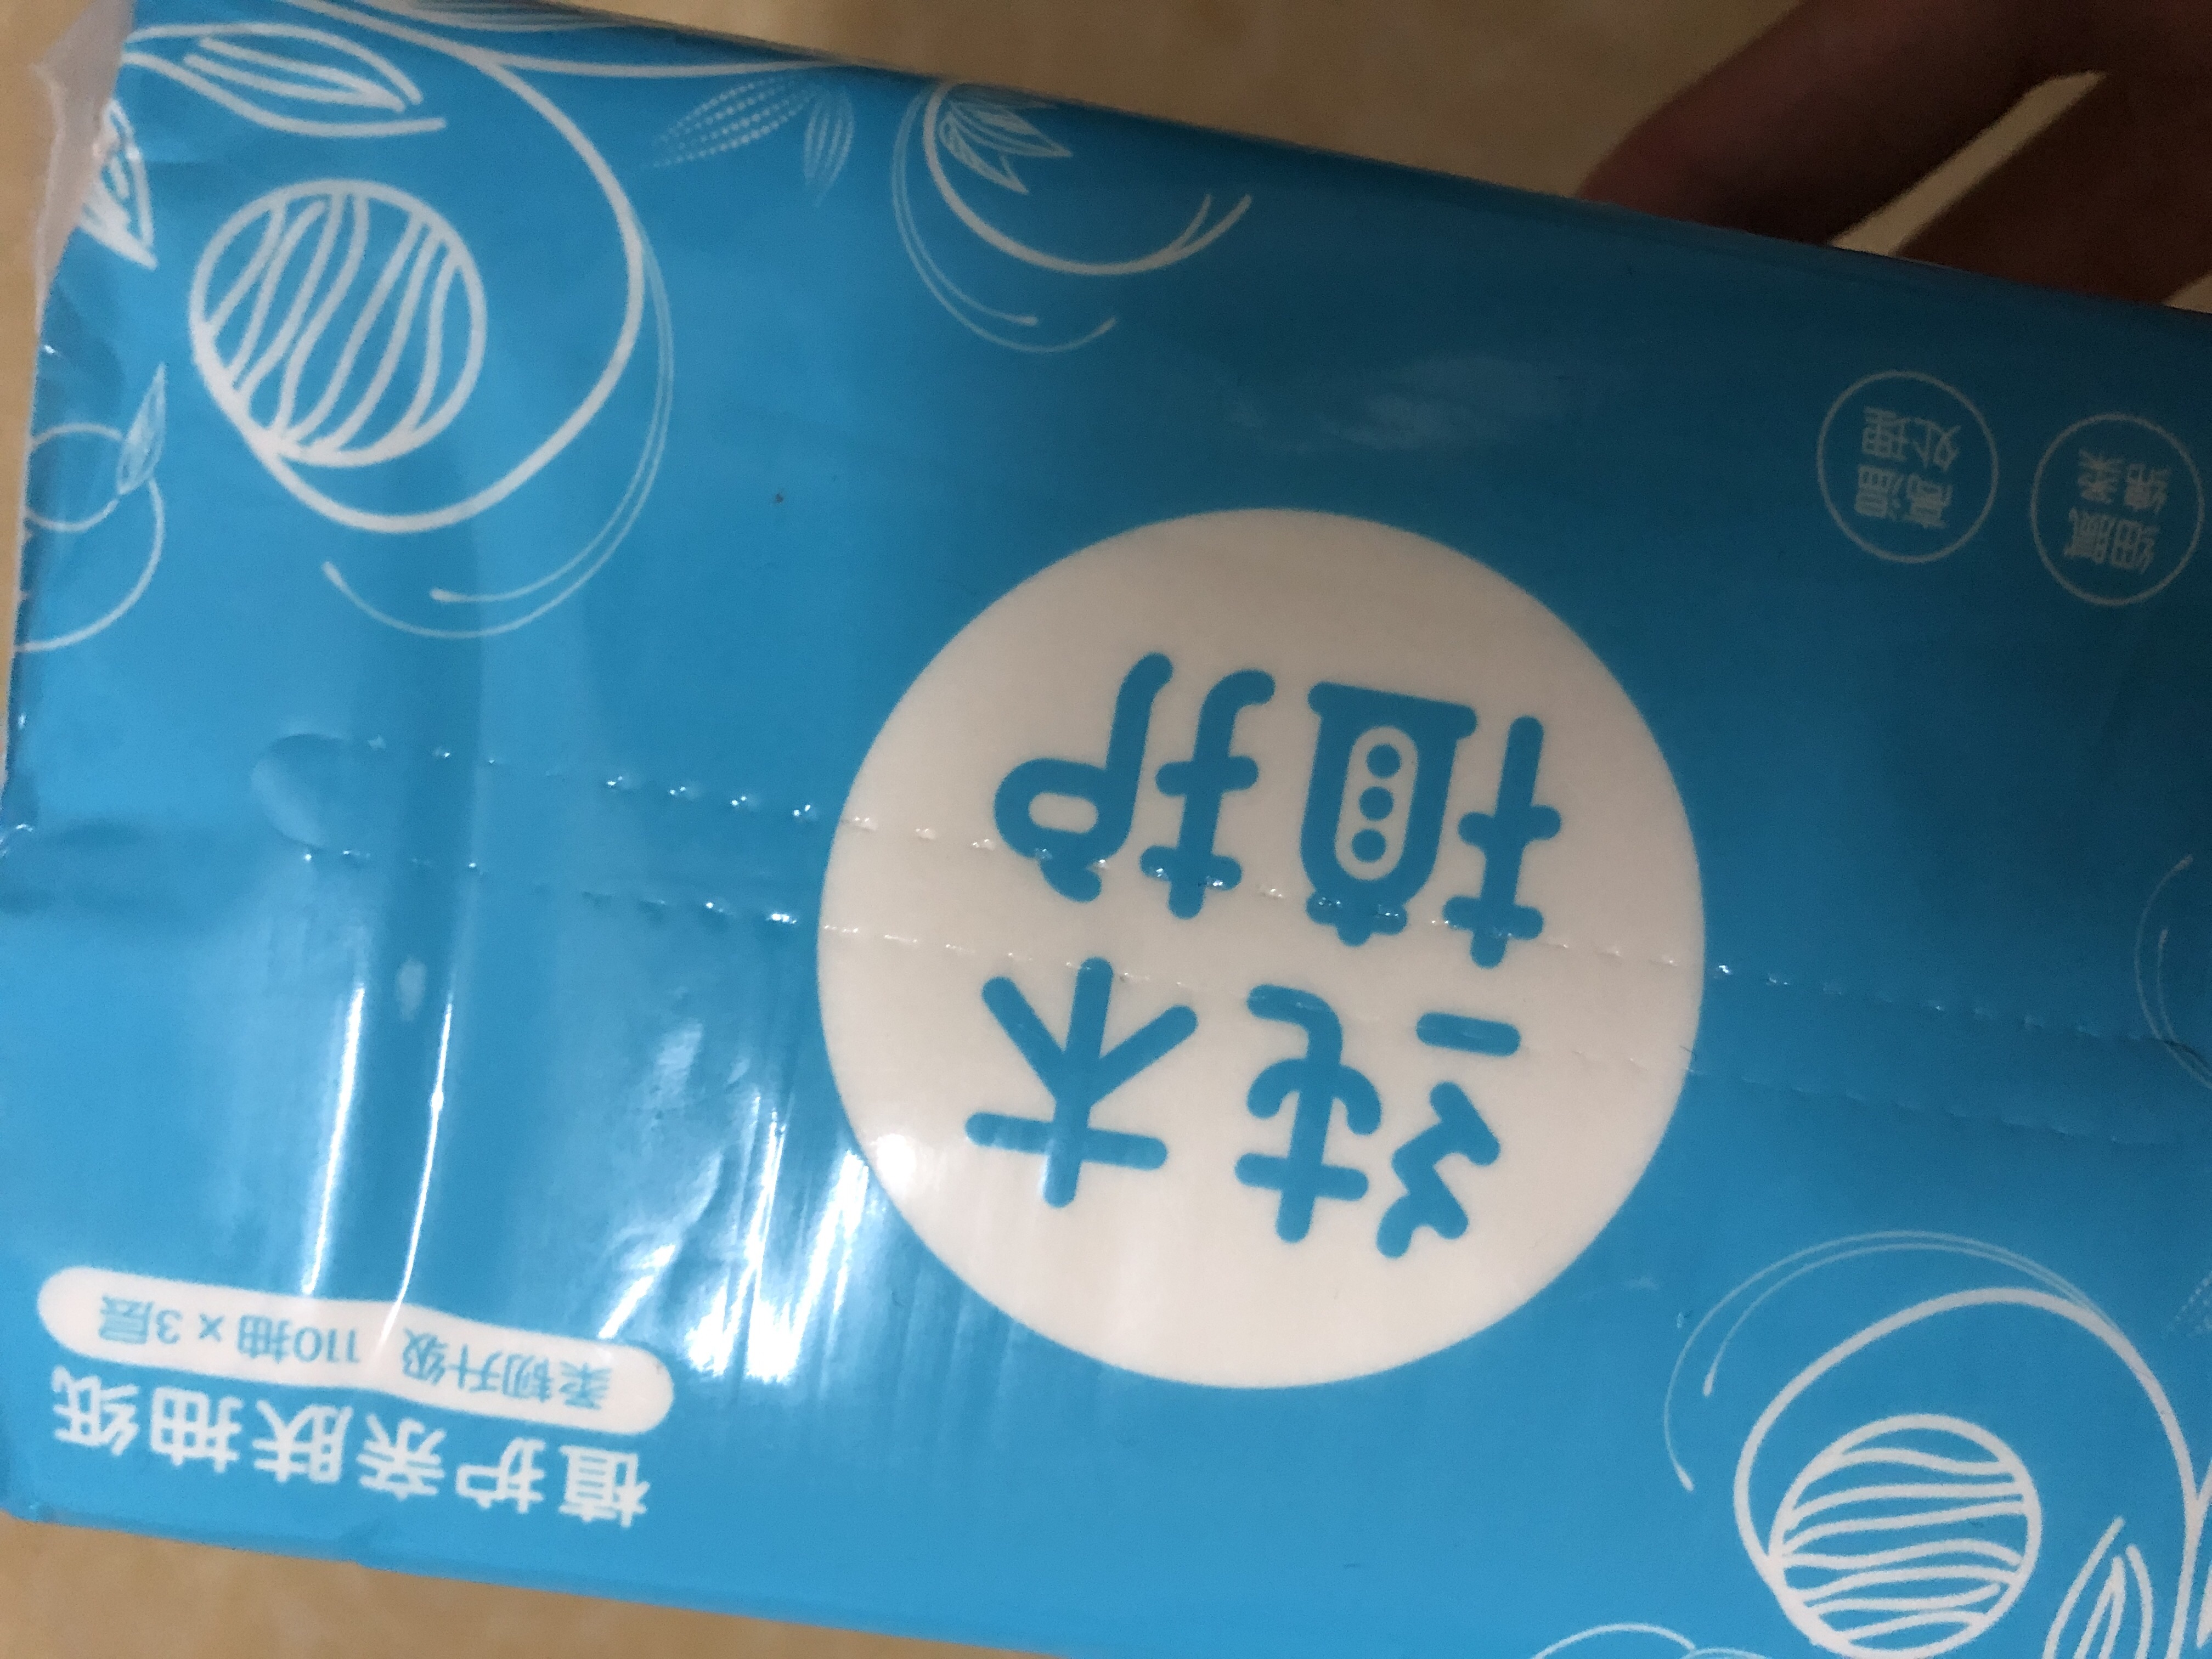 植护亲肤抽纸
柔韧升级 110抽 x 3层
纯木
植护
细腻
绵柔
高温
处理